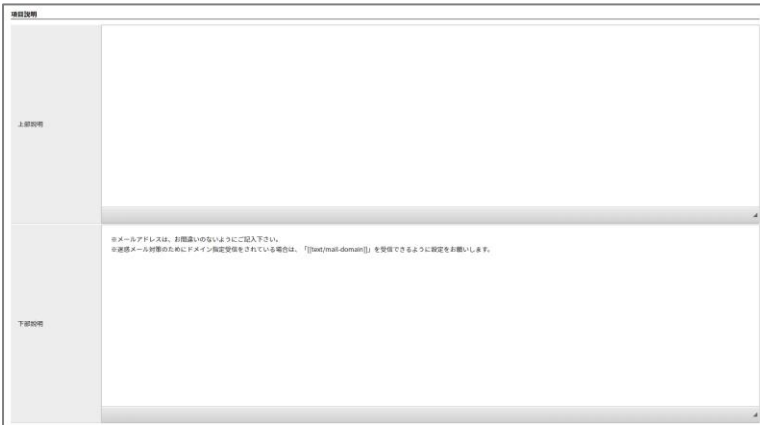 項目説明
上部説明
※メールアドレスは、お間違いのないようにご記入下さい。
※迷惑メール対策のためにドメイン指定受信をされている場合は、「[[text/mail-domain]]」を受信できるように設定をお願いします。
下部説明